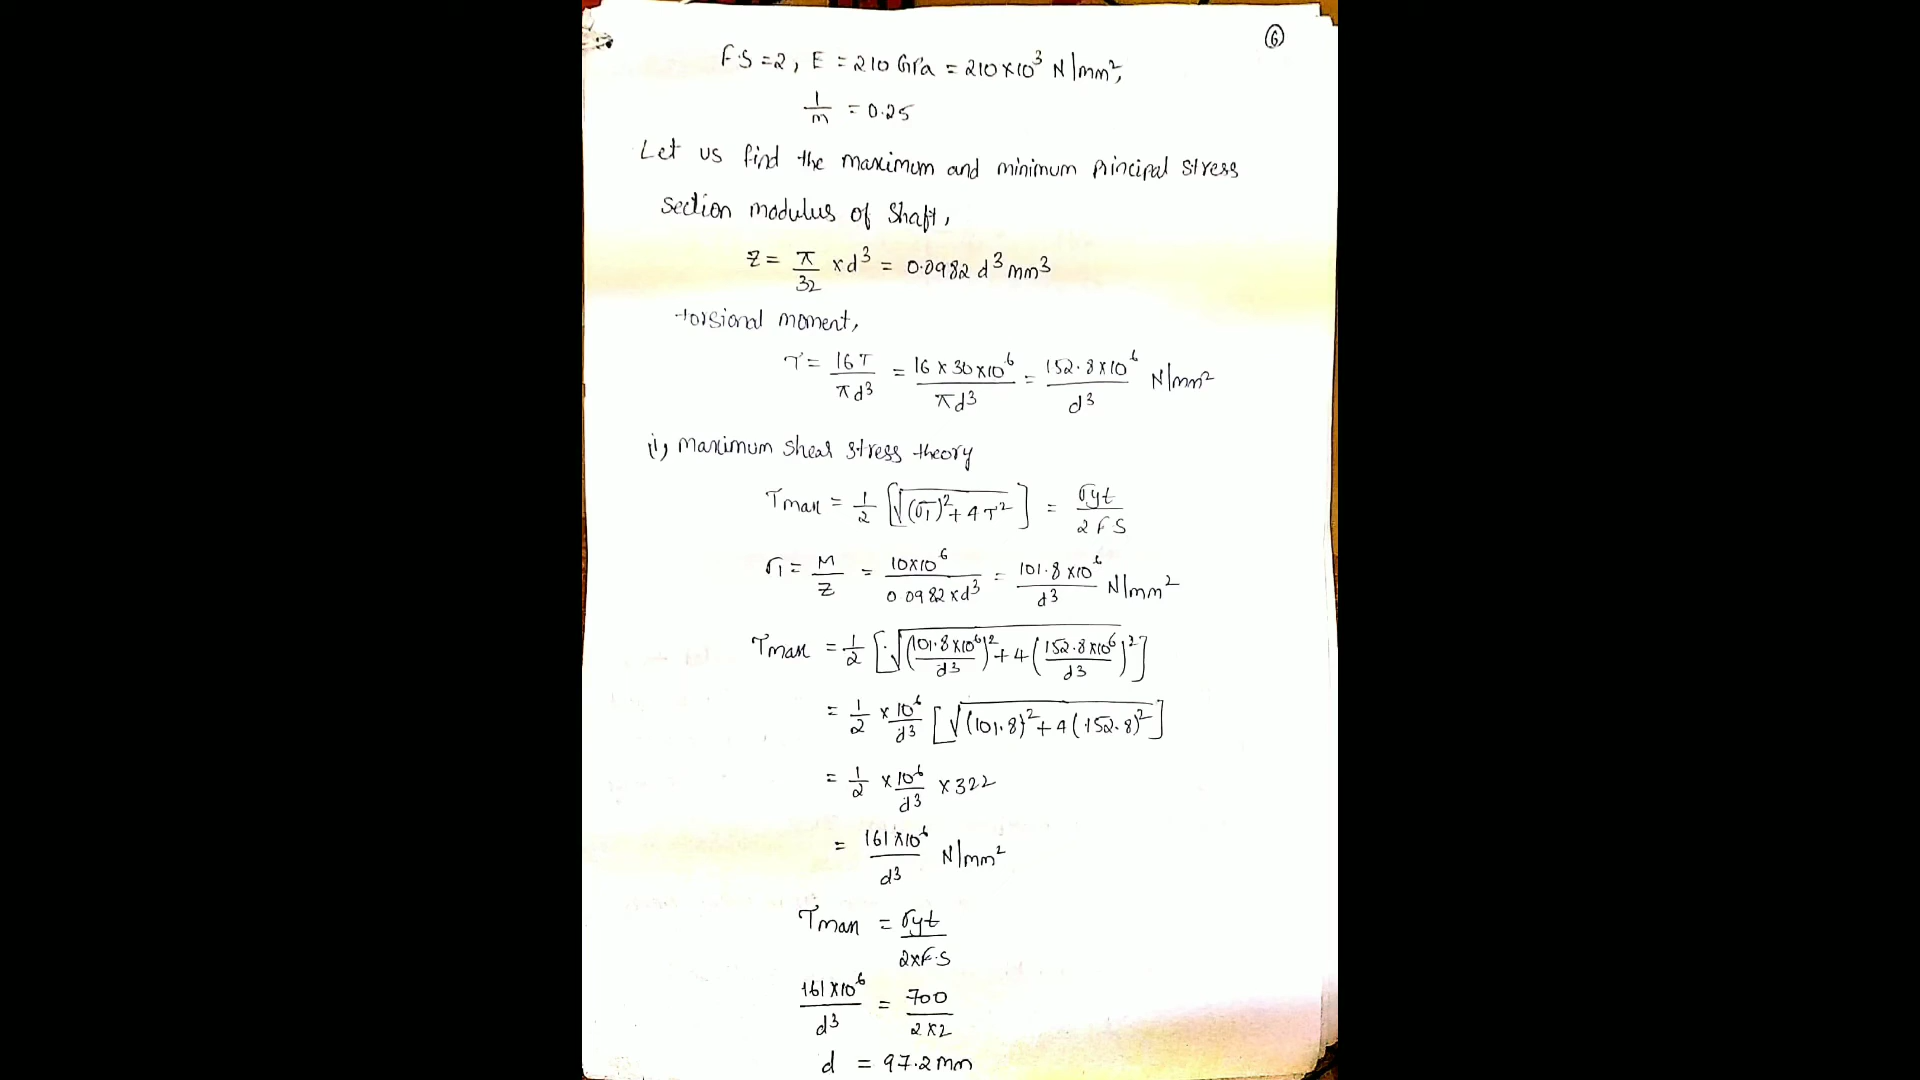 6
F.S = 2, E = 210 GPa = 210 × 10³ N/mm²,
1/m = 0.25
Let us find the maximum and minimum principal stress
section modulus of shaft,
Z = π/32 × d³ = 0.0982 d³ mm³
torsional moment,
τ = 16T/πd³ = 16 × 30 × 10⁶/πd³ = 152.8 × 10⁶/d³ N/mm²
(i) maximum shear stress theory
τmax = 1/2 [√(σ₁)² + 4τ²] = σyt/2FS
σ₁ = M/Z = 10×10⁶/0.0982×d³ = 101.8 × 10⁶/d³ N/mm²
τmax = 1/2 [√(101.8×10⁶/d³)² + 4(152.8×10⁶/d³)²]
= 1/2 × 10⁶/d³ [√(101.8)² + 4(152.8)²]
= 1/2 × 10⁶/d³ × 322
= 161×10⁶/d³ N/mm²
τmax = σyt/2×F.S
161×10⁶/d³ = 700/2×2
d = 97.2mm